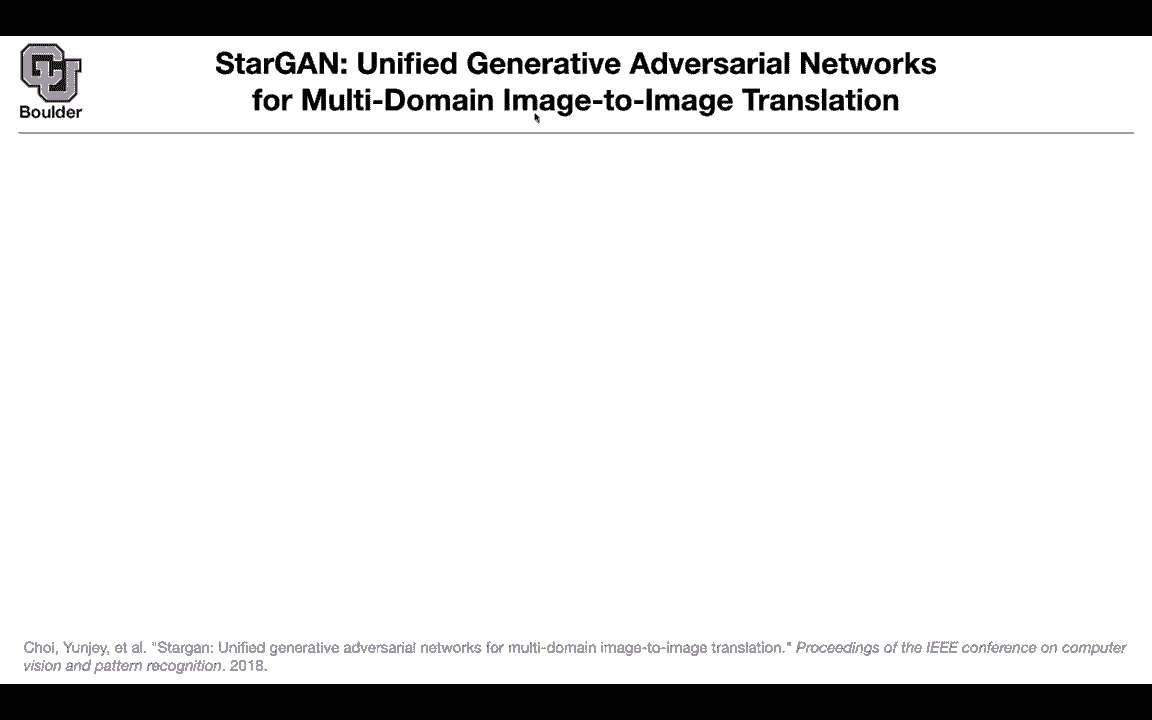 Boulder
StarGAN: Unified Generative Adversarial Networks
for Multi-Domain Image-to-Image Translation
Choi, Yunjey, et al. "Stargan: Unified generative adversarial networks for multi-domain image-to-image translation." Proceedings of the IEEE conference on computer
vision and pattern recognition. 2018.